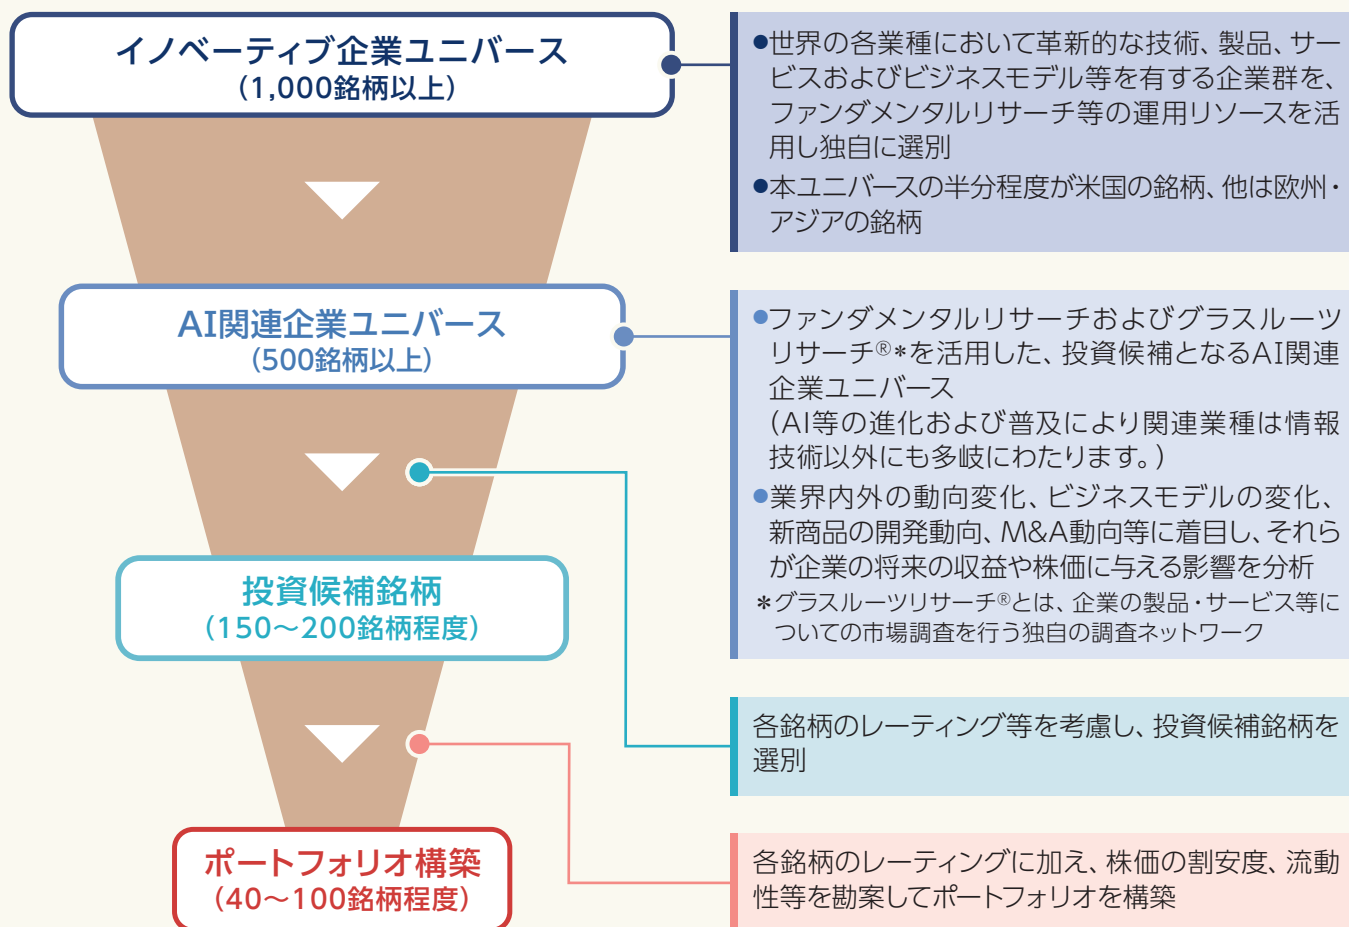 イノベーティブ企業ユニバース
(1,000銘柄以上)
●世界の各業種において革新的な技術、製品、サー
ビスおよびビジネスモデル等を有する企業群を、
ファンダメンタルリサーチ等の運用リソースを活
用し独自に選別
●本ユニバースの半分程度が米国の銘柄、他は欧州・
アジアの銘柄
AI関連企業ユニバース
(500銘柄以上)
●ファンダメンタルリサーチおよびグラスルーツ
リサーチ®*を活用した、投資候補となるAI関連
企業ユニバース
(AI等の進化および普及により関連業種は情報
技術以外にも多岐にわたります。)
●業界内外の動向変化、ビジネスモデルの変化、
新商品の開発動向、M&A動向等に着目し、それら
が企業の将来の収益や株価に与える影響を分析
*グラスルーツリサーチ®とは、企業の製品・サービス等に
ついての市場調査を行う独自の調査ネットワーク
投資候補銘柄
(150～200銘柄程度)
各銘柄のレーティング等を考慮し、投資候補銘柄を
選別
ポートフォリオ構築
(40～100銘柄程度)
各銘柄のレーティングに加え、株価の割安度、流動
性等を勘案してポートフォリオを構築